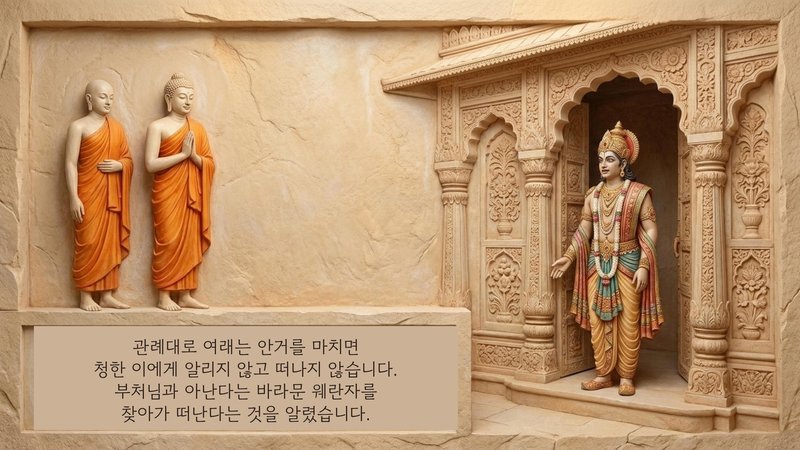 관례대로 여래는 안거를 마치면
청한 이에게 알리지 않고 떠나지 않습니다.
부처님과 아난다는 바라문 웨란자를
찾아가 떠난다는 것을 알렸습니다.